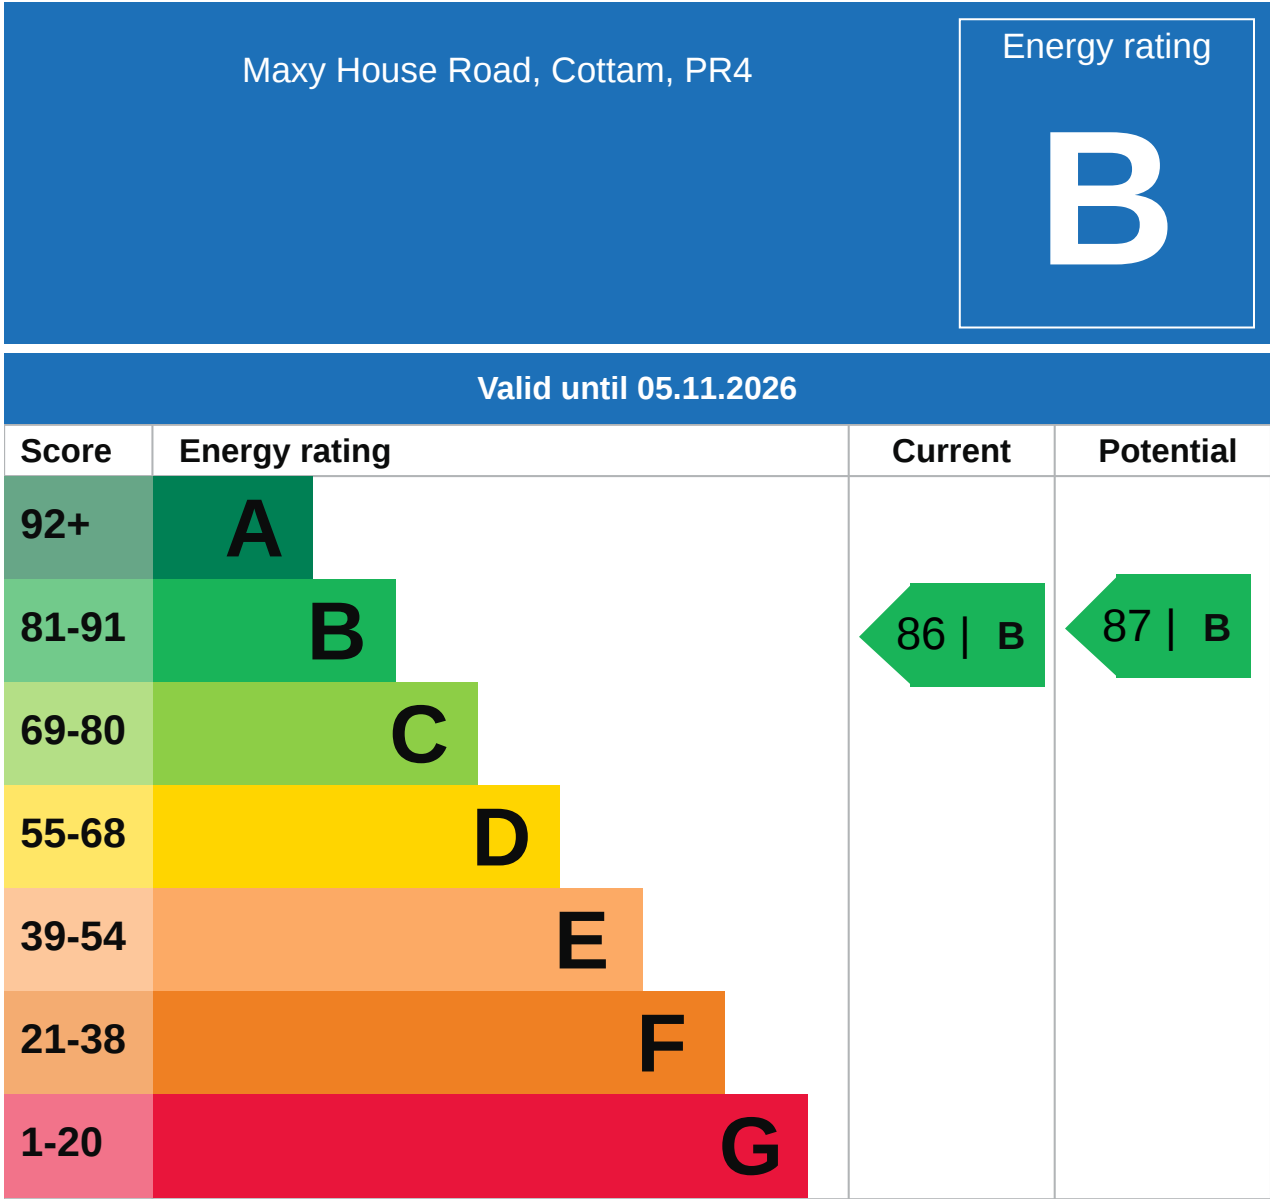 Maxy House Road, Cottam, PR4
Energy rating
B
Valid until 05.11.2026
Score Energy rating Current Potential
92+ A
81-91 B 86 | B 87 | B
69-80 C
55-68 D
39-54 E
21-38 F
1-20 G